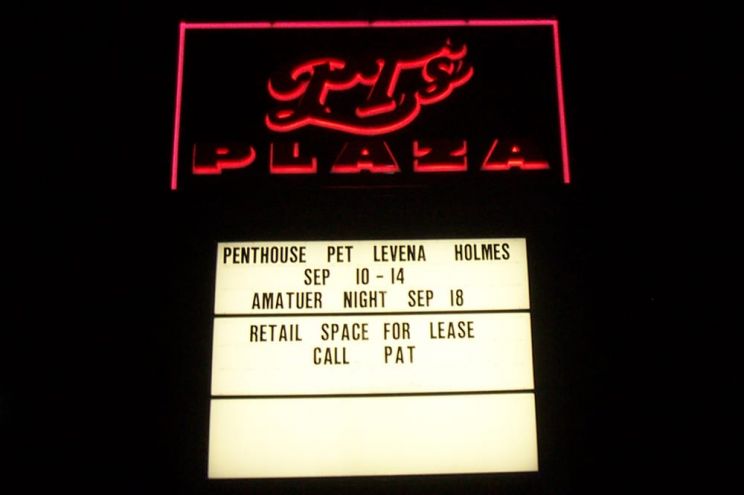 PT's
PLAZA
PENTHOUSE PET LEVENA HOLMES
SEP 10-14
AMATUER NIGHT SEP 18
RETAIL SPACE FOR LEASE
CALL PAT